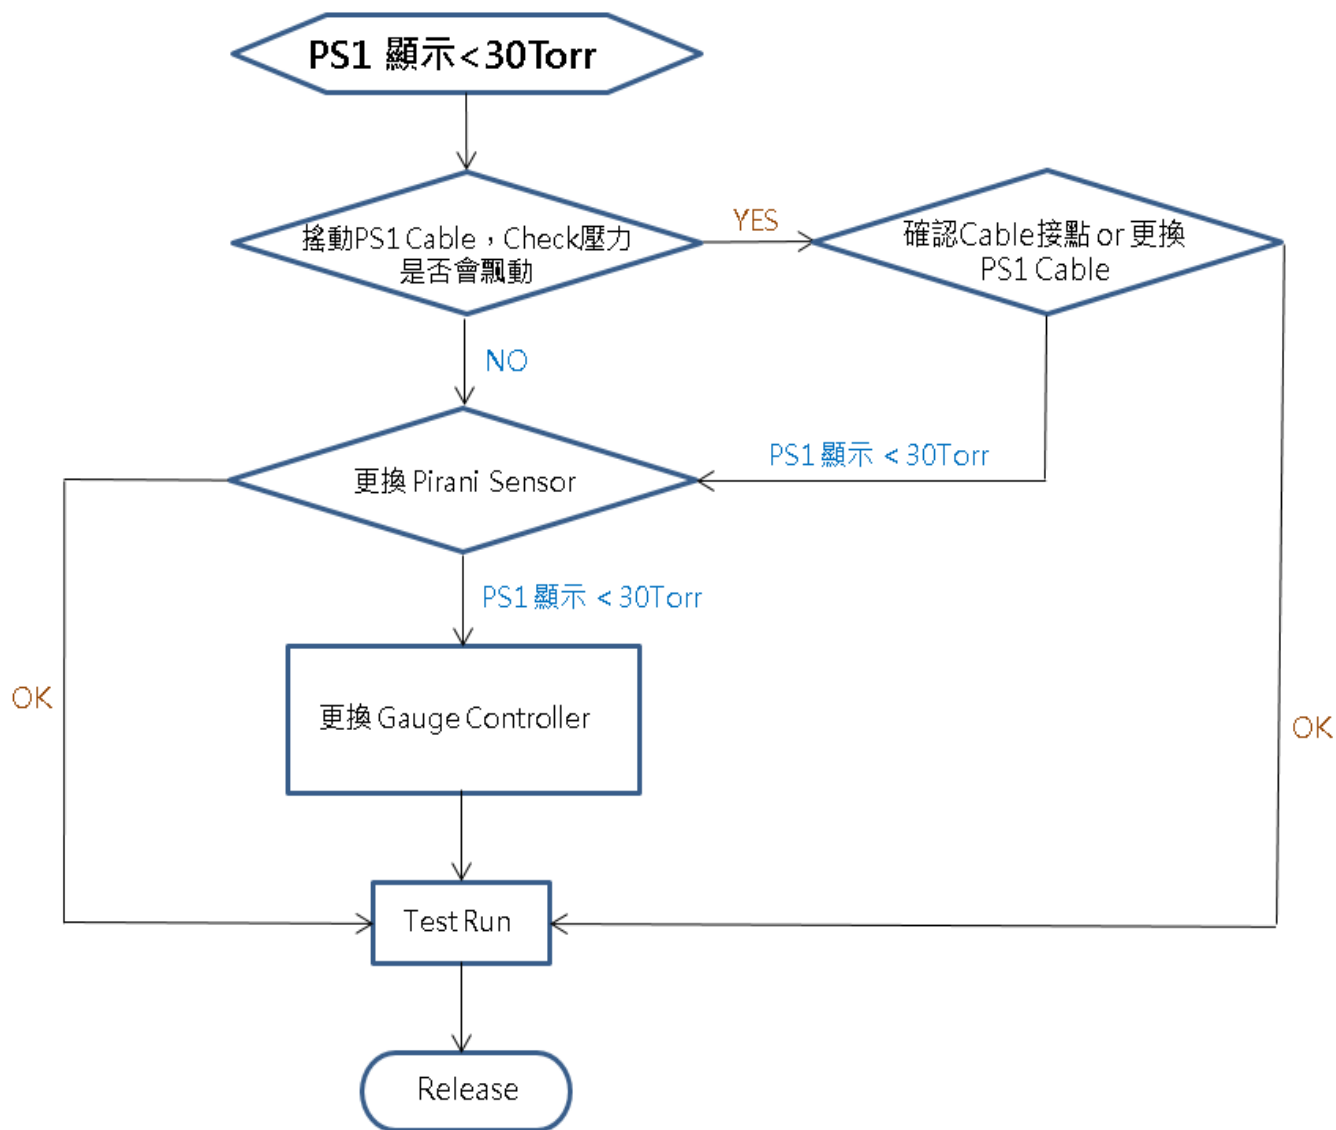 PS1 顯示<30Torr
搖動PS1 Cable，Check壓力
是否會飄動
YES
確認Cable接點 or 更換
PS1 Cable
NO
PS1 顯示 < 30Torr
更換 Pirani Sensor
PS1 顯示 < 30Torr
OK
更換 Gauge Controller
OK
Test Run
Release